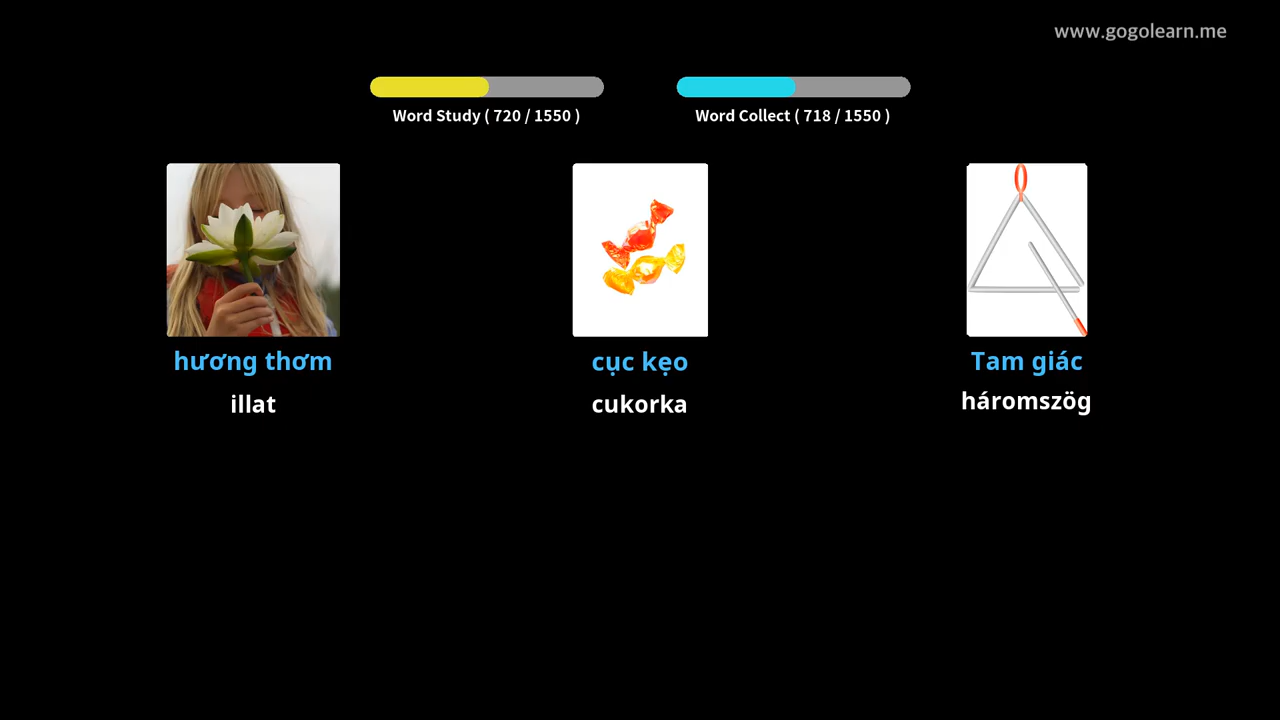 www.gogolearn.me
Word Study ( 720 / 1550 )
Word Collect ( 718 / 1550 )
hương thơm
cục kẹo
Tam giác
illat
cukorka
háromszög